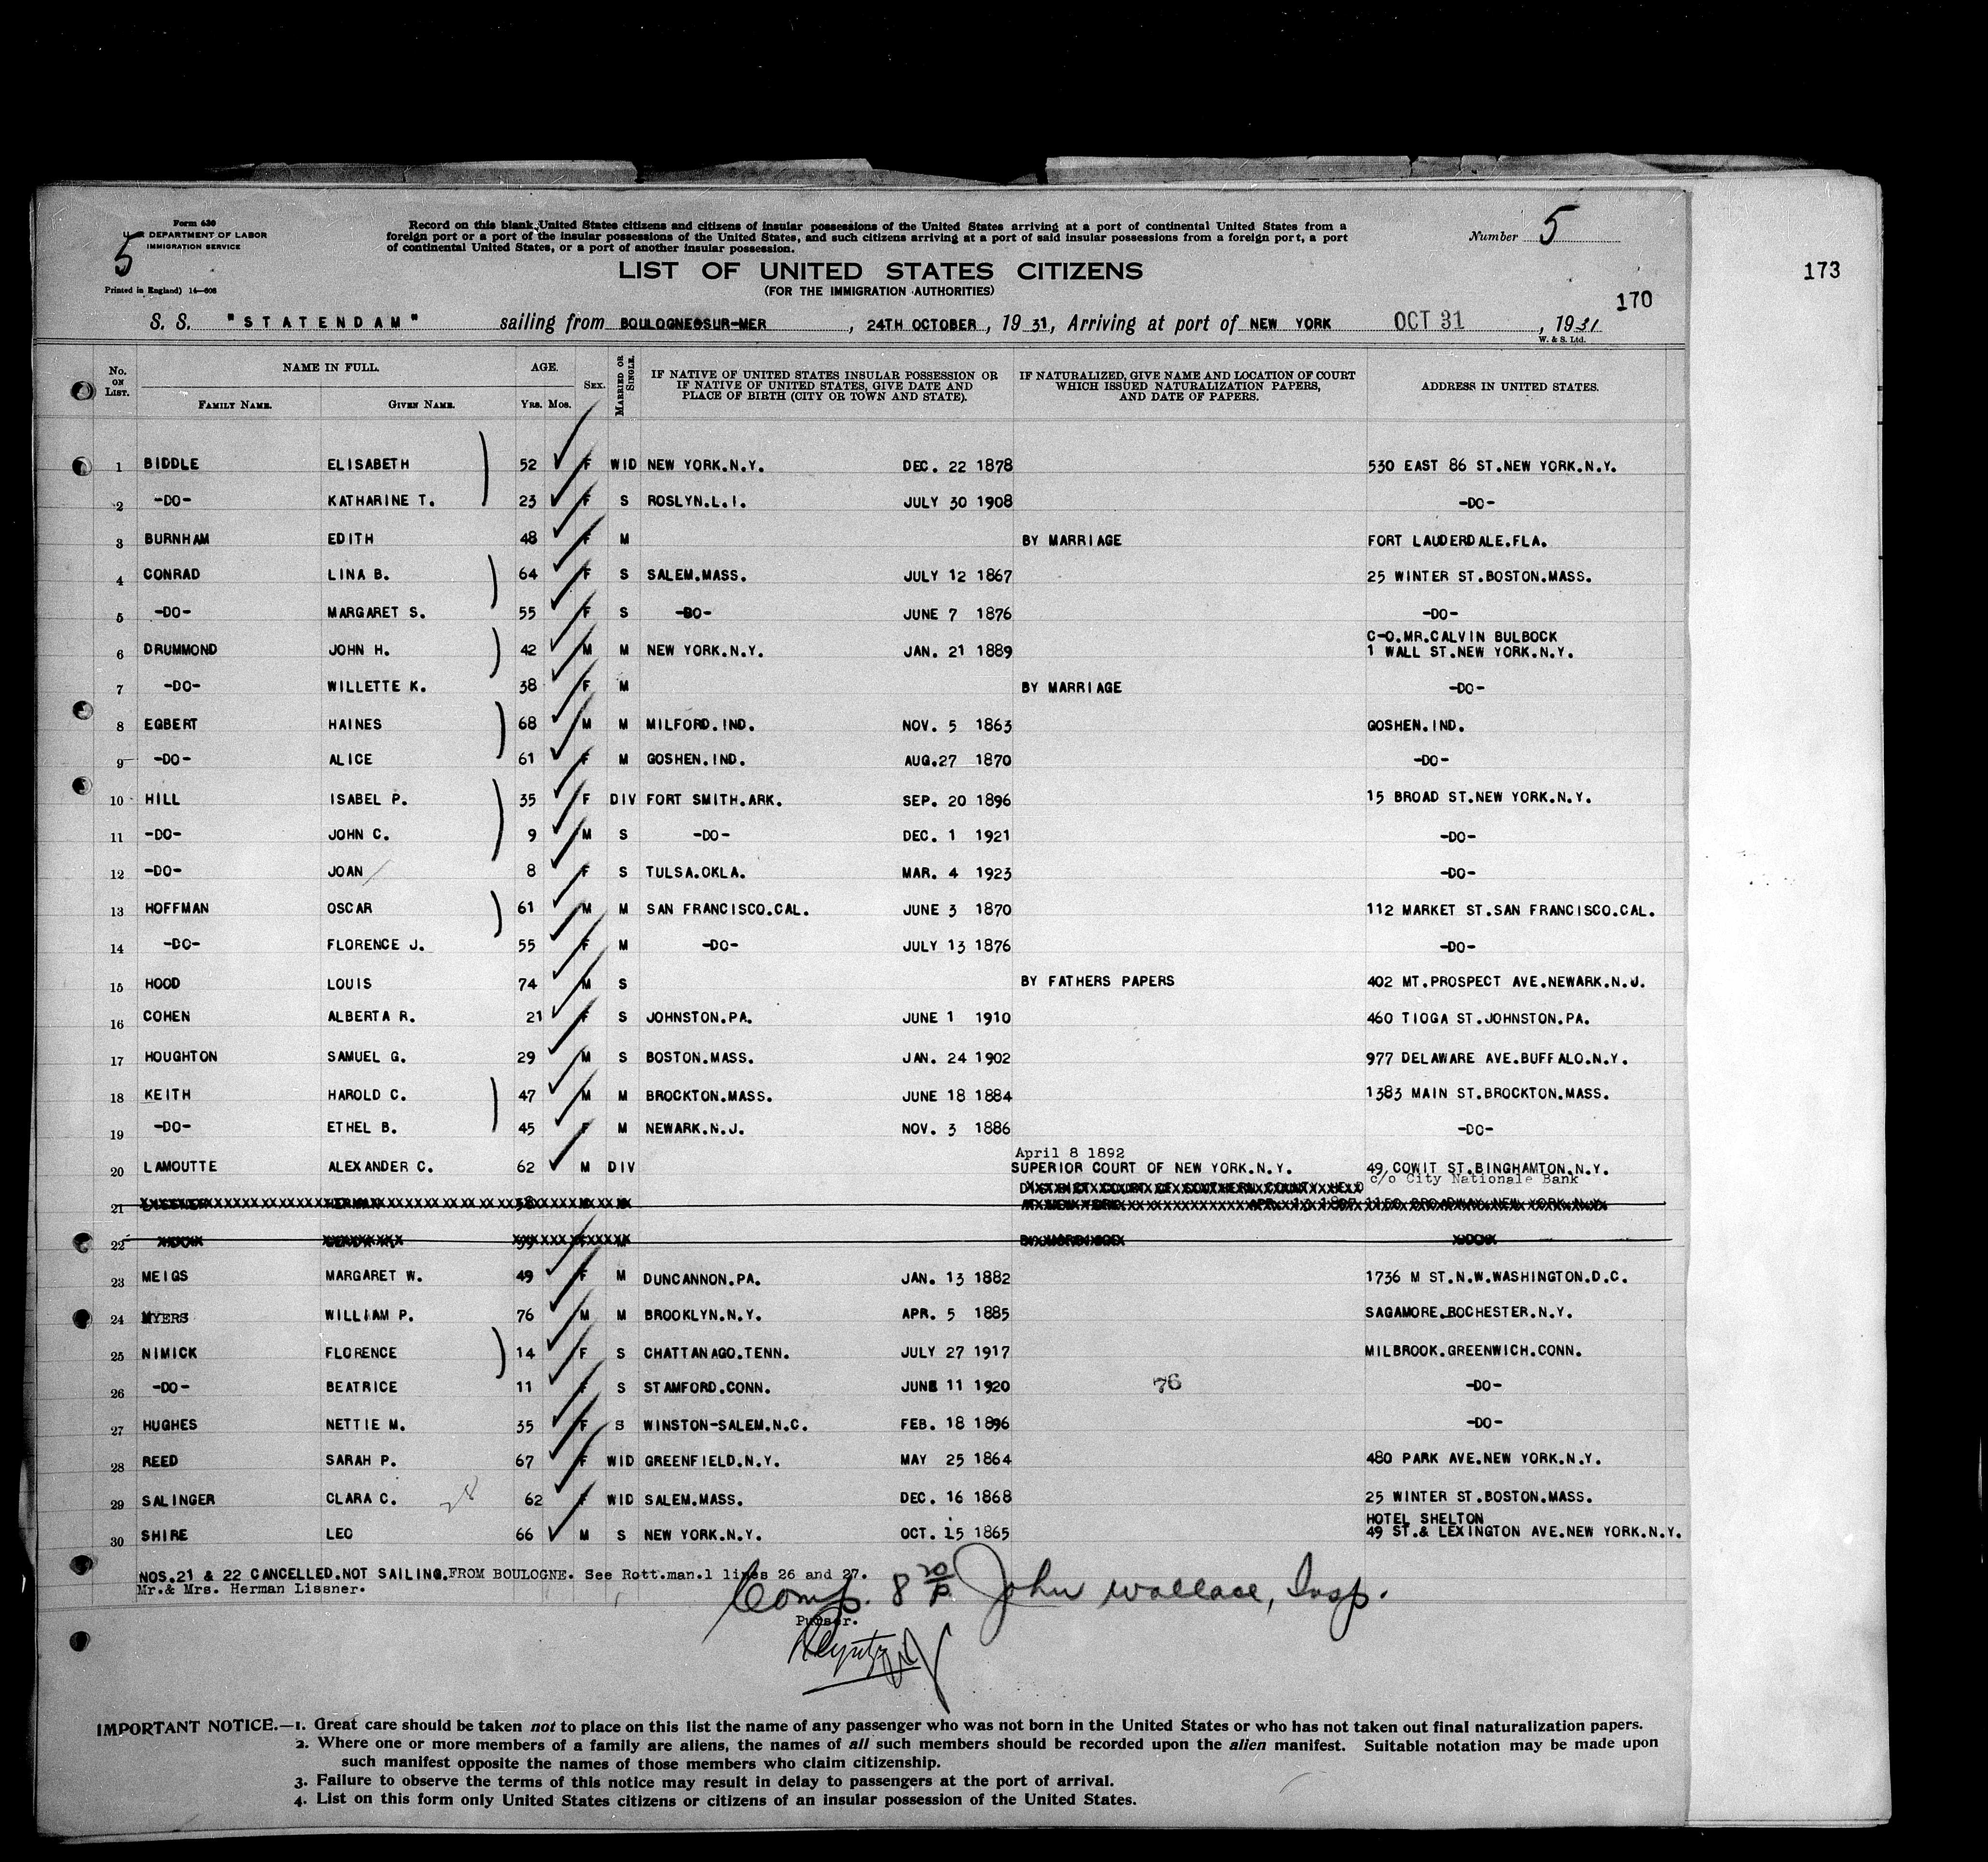 Form 630
U. S. DEPARTMENT OF LABOR
IMMIGRATION SERVICE
5
Printed in England) 14—608
Record on this blank United States citizens and citizens of insular possessions of the United States arriving at a port of continental United States from a
foreign port or a port of the insular possessions of the United States, and such citizens arriving at a port of said insular possessions from a foreign port, a port
of continental United States, or a port of another insular possession.
Number 5
LIST OF UNITED STATES CITIZENS
(FOR THE IMMIGRATION AUTHORITIES)
173
170
S. S. "STATENDAM" sailing from BOULOGNE-SUR-MER, 24TH OCTOBER, 1931, Arriving at port of NEW YORK OCT 31, 1931
W. & S. Ltd.
No. ON LIST. NAME IN FULL. FAMILY NAME. GIVEN NAME. AGE. YRS. MOS. SEX. MARRIED OR SINGLE. IF NATIVE OF UNITED STATES INSULAR POSSESSION OR IF NATIVE OF UNITED STATES, GIVE DATE AND PLACE OF BIRTH (CITY OR TOWN AND STATE). IF NATURALIZED, GIVE NAME AND LOCATION OF COURT WHICH ISSUED NATURALIZATION PAPERS, AND DATE OF PAPERS. ADDRESS IN UNITED STATES.
1 BIDDLE ELISABETH 52 F WID NEW YORK.N.Y. DEC. 22 1878 530 EAST 86 ST.NEW YORK.N.Y.
2 -DO- KATHARINE T. 23 F S ROSLYN.L.I. JULY 30 1908 -DO-
3 BURNHAM EDITH 48 F M BY MARRIAGE FORT LAUDERDALE.FLA.
4 CONRAD LINA B. 64 F S SALEM.MASS. JULY 12 1867 25 WINTER ST.BOSTON.MASS.
5 -DO- MARGARET S. 55 F S -DO- JUNE 7 1876 -DO-
C-O.MR.CALVIN BULBOCK
6 DRUMMOND JOHN H. 42 M M NEW YORK.N.Y. JAN. 21 1889 1 WALL ST.NEW YORK.N.Y.
7 -DO- WILLETTE K. 38 F M BY MARRIAGE -DO-
8 EGBERT HAINES 68 M M MILFORD.IND. NOV. 5 1863 GOSHEN.IND.
9 -DO- ALICE 61 F M GOSHEN.IND. AUG.27 1870 -DO-
10 HILL ISABEL P. 35 F DIV FORT SMITH.ARK. SEP. 20 1896 15 BROAD ST.NEW YORK.N.Y.
11 -DO- JOHN C. 9 M S -DO- DEC. 1 1921 -DO-
12 -DO- JOAN 8 F S TULSA.OKLA. MAR. 4 1923 -DO-
13 HOFFMAN OSCAR 61 M M SAN FRANCISCO.CAL. JUNE 3 1870 112 MARKET ST.SAN FRANCISCO.CAL.
14 -DO- FLORENCE J. 55 F M -DO- JULY 13 1876 -DO-
15 HOOD LOUIS 74 M S BY FATHERS PAPERS 402 MT.PROSPECT AVE.NEWARK.N.J.
16 COHEN ALBERTA R. 21 F S JOHNSTON.PA. JUNE 1 1910 460 TIOGA ST.JOHNSTON.PA.
17 HOUGHTON SAMUEL G. 29 M S BOSTON.MASS. JAN. 24 1902 977 DELAWARE AVE.BUFFALO.N.Y.
18 KEITH HAROLD C. 47 M M BROCKTON.MASS. JUNE 18 1884 1383 MAIN ST.BROCKTON.MASS.
19 -DO- ETHEL B. 45 F M NEWARK.N.J. NOV. 3 1886 -DO-
April 8 1892
20 LAMOUTTE ALEXANDER C. 62 M DIV SUPERIOR COURT OF NEW YORK.N.Y. 49 COWIT ST.BINGHAMTON.N.Y.
c/o City Nationale Bank
21
22
23 MEIGS MARGARET W. 49 F M DUNCANNON.PA. JAN. 13 1882 1736 M ST.N.W.WASHINGTON.D.C.
24 MYERS WILLIAM P. 76 M M BROOKLYN.N.Y. APR. 5 1885 SAGAMORE.ROCHESTER.N.Y.
25 NIMICK FLORENCE 14 F S CHATTANAGO.TENN. JULY 27 1917 MILBROOK.GREENWICH.CONN.
26 -DO- BEATRICE 11 F S STAMFORD.CONN. JUNE 11 1920 76 -DO-
27 HUGHES NETTIE M. 35 F S WINSTON-SALEM.N.C. FEB. 18 1896 -DO-
28 REED SARAH P. 67 F WID GREENFIELD.N.Y. MAY 25 1864 480 PARK AVE.NEW YORK.N.Y.
29 SALINGER CLARA C. 28 62 F WID SALEM.MASS. DEC. 16 1868 25 WINTER ST.BOSTON.MASS.
HOTEL SHELTON
30 SHIRE LEO 66 M S NEW YORK.N.Y. OCT. 15 1865 49 ST.& LEXINGTON AVE.NEW YORK.N.Y.
NOS.21 & 22 CANCELLED.NOT SAILING.FROM BOULOGNE. See Rott.man.1 lines 26 and 27.
Mr.& Mrs. Herman Lissner.
Comp. 8 20/P John Wallace, Insp.
Purser.
IMPORTANT NOTICE.—1. Great care should be taken not to place on this list the name of any passenger who was not born in the United States or who has not taken out final naturalization papers.
2. Where one or more members of a family are aliens, the names of all such members should be recorded upon the alien manifest. Suitable notation may be made upon
such manifest opposite the names of those members who claim citizenship.
3. Failure to observe the terms of this notice may result in delay to passengers at the port of arrival.
4. List on this form only United States citizens or citizens of an insular possession of the United States.